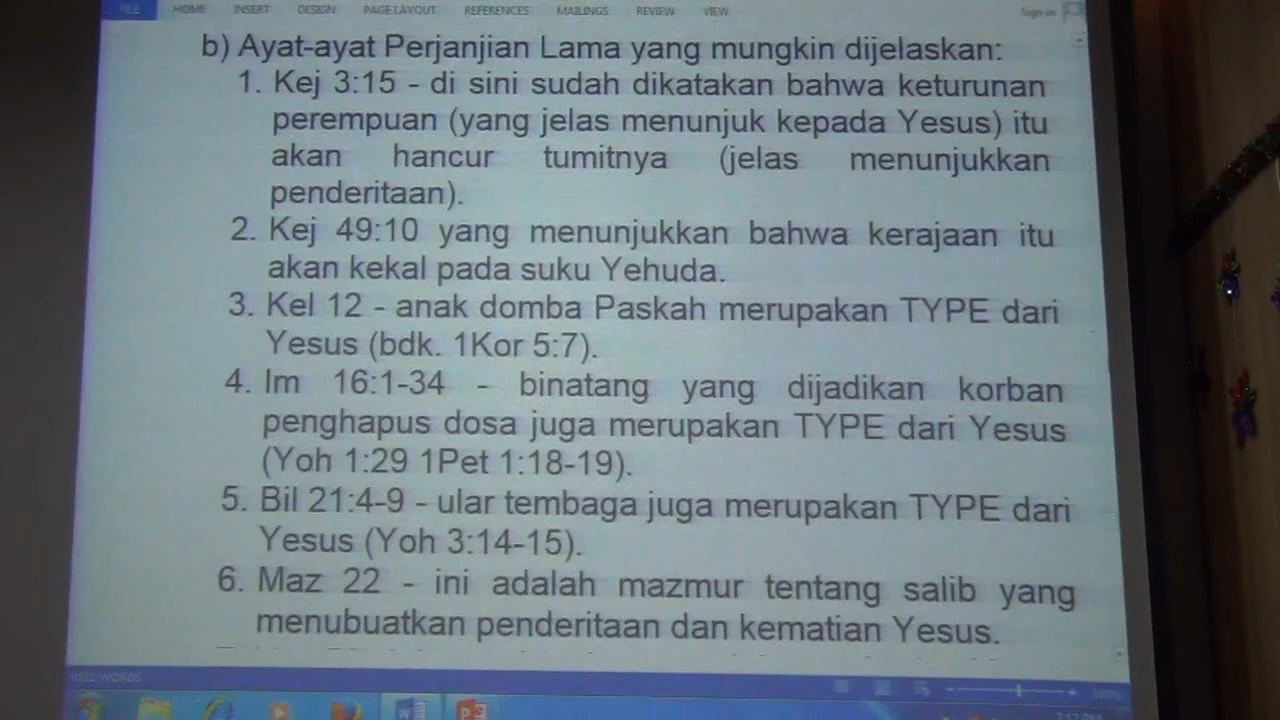 FILE HOME INSERT DESIGN PAGE LAYOUT REFERENCES MAILINGS REVIEW VIEW Sign in
b) Ayat-ayat Perjanjian Lama yang mungkin dijelaskan:
1. Kej 3:15 - di sini sudah dikatakan bahwa keturunan
perempuan (yang jelas menunjuk kepada Yesus) itu
akan hancur tumitnya (jelas menunjukkan
penderitaan).
2. Kej 49:10 yang menunjukkan bahwa kerajaan itu
akan kekal pada suku Yehuda.
3. Kel 12 - anak domba Paskah merupakan TYPE dari
Yesus (bdk. 1Kor 5:7).
4. Im 16:1-34 - binatang yang dijadikan korban
penghapus dosa juga merupakan TYPE dari Yesus
(Yoh 1:29 1Pet 1:18-19).
5. Bil 21:4-9 - ular tembaga juga merupakan TYPE dari
Yesus (Yoh 3:14-15).
6. Maz 22 - ini adalah mazmur tentang salib yang
menubuatkan penderitaan dan kematian Yesus.
WORDS